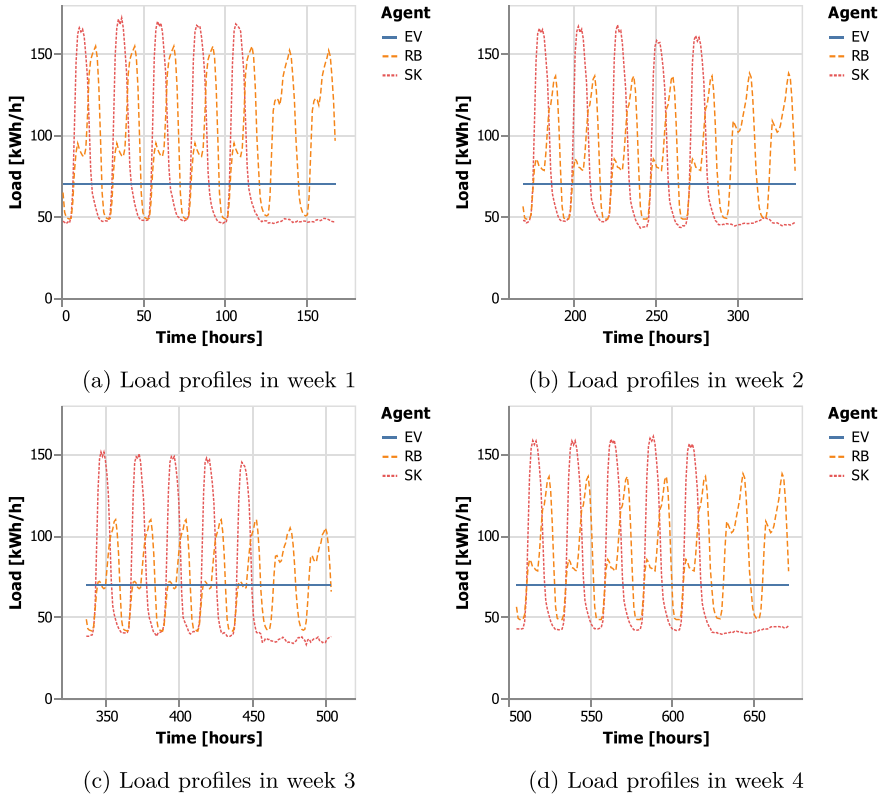 Agent
EV
RB
SK
Load [kWh/h]
150
100
50
0
0 50 100 150
Time [hours]
(a) Load profiles in week 1
Agent
EV
RB
SK
Load [kWh/h]
150
100
50
0
200 250 300
Time [hours]
(b) Load profiles in week 2
Agent
EV
RB
SK
Load [kWh/h]
150
100
50
0
350 400 450 500
Time [hours]
(c) Load profiles in week 3
Agent
EV
RB
SK
Load [kWh/h]
150
100
50
0
500 550 600 650
Time [hours]
(d) Load profiles in week 4